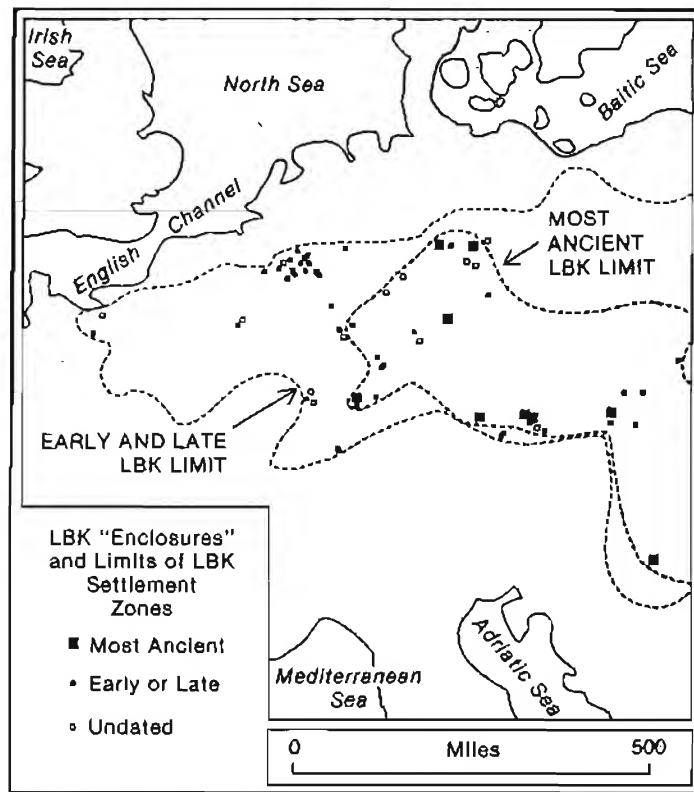 Irish
Sea
North Sea
Baltic Sea
English Channel
MOST
ANCIENT
LBK LIMIT
EARLY AND LATE
LBK LIMIT
LBK "Enclosures"
and Limits of LBK
Settlement
Zones
Most Ancient
Early or Late
Undated
Mediterranean
Sea
Adriatic Sea
0 Miles 500